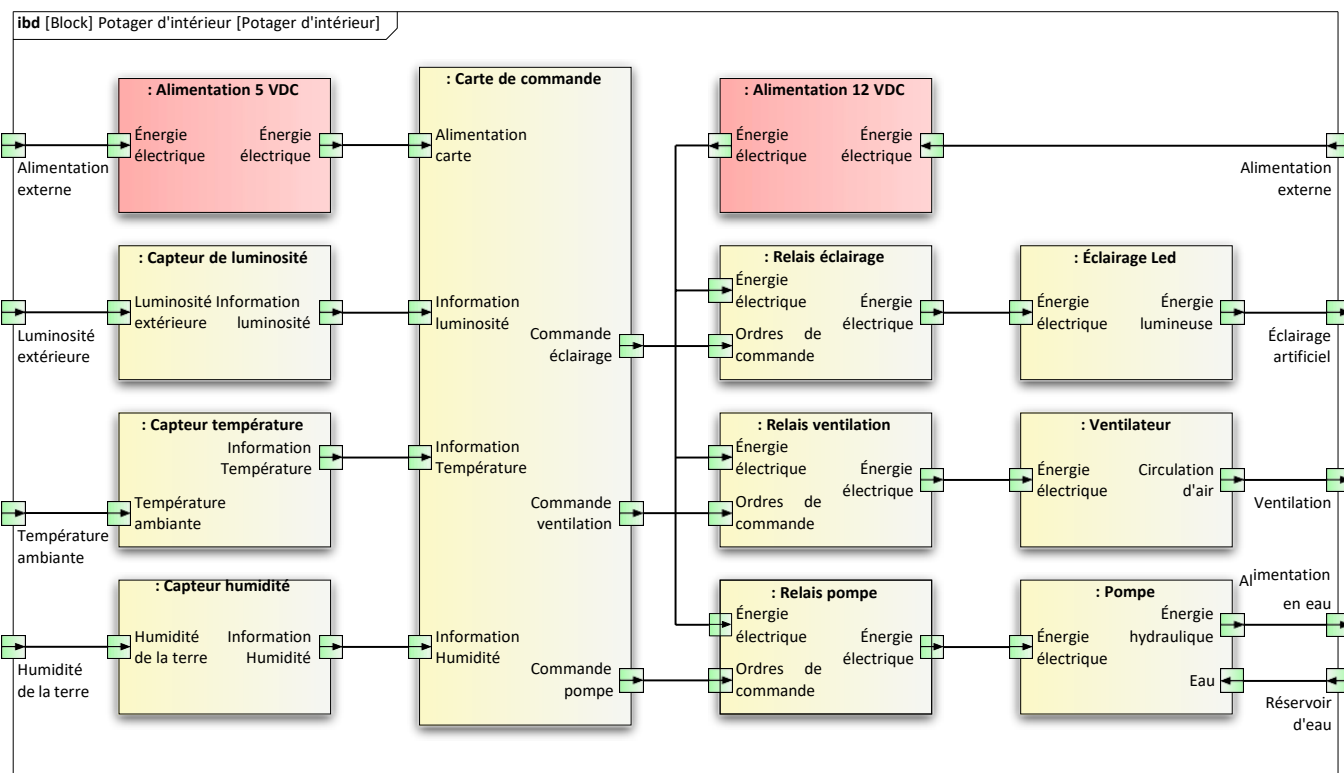 ibd [Block] Potager d'intérieur [Potager d'intérieur]
: Alimentation 5 VDC
Énergie
électrique
Énergie
électrique
Alimentation
externe
: Capteur de luminosité
Luminosité
extérieure
Information
luminosité
Luminosité
extérieure
: Capteur température
Information
Température
Température
ambiante
Température
ambiante
: Capteur humidité
Humidité
de la terre
Information
Humidité
Humidité
de la terre
: Carte de commande
Alimentation
carte
Information
luminosité
Commande
éclairage
Information
Température
Commande
ventilation
Information
Humidité
Commande
pompe
: Alimentation 12 VDC
Énergie
électrique
Énergie
électrique
Alimentation
externe
: Relais éclairage
Énergie
électrique
Ordres de
commande
Énergie
électrique
: Éclairage Led
Énergie
électrique
Énergie
lumineuse
Éclairage
artificiel
: Relais ventilation
Énergie
électrique
Ordres de
commande
Énergie
électrique
: Ventilateur
Énergie
électrique
Circulation
d'air
Ventilation
: Relais pompe
Énergie
électrique
Ordres de
commande
Énergie
électrique
: Pompe
Énergie
électrique
Énergie
hydraulique
Eau
Alimentation
en eau
Réservoir
d'eau